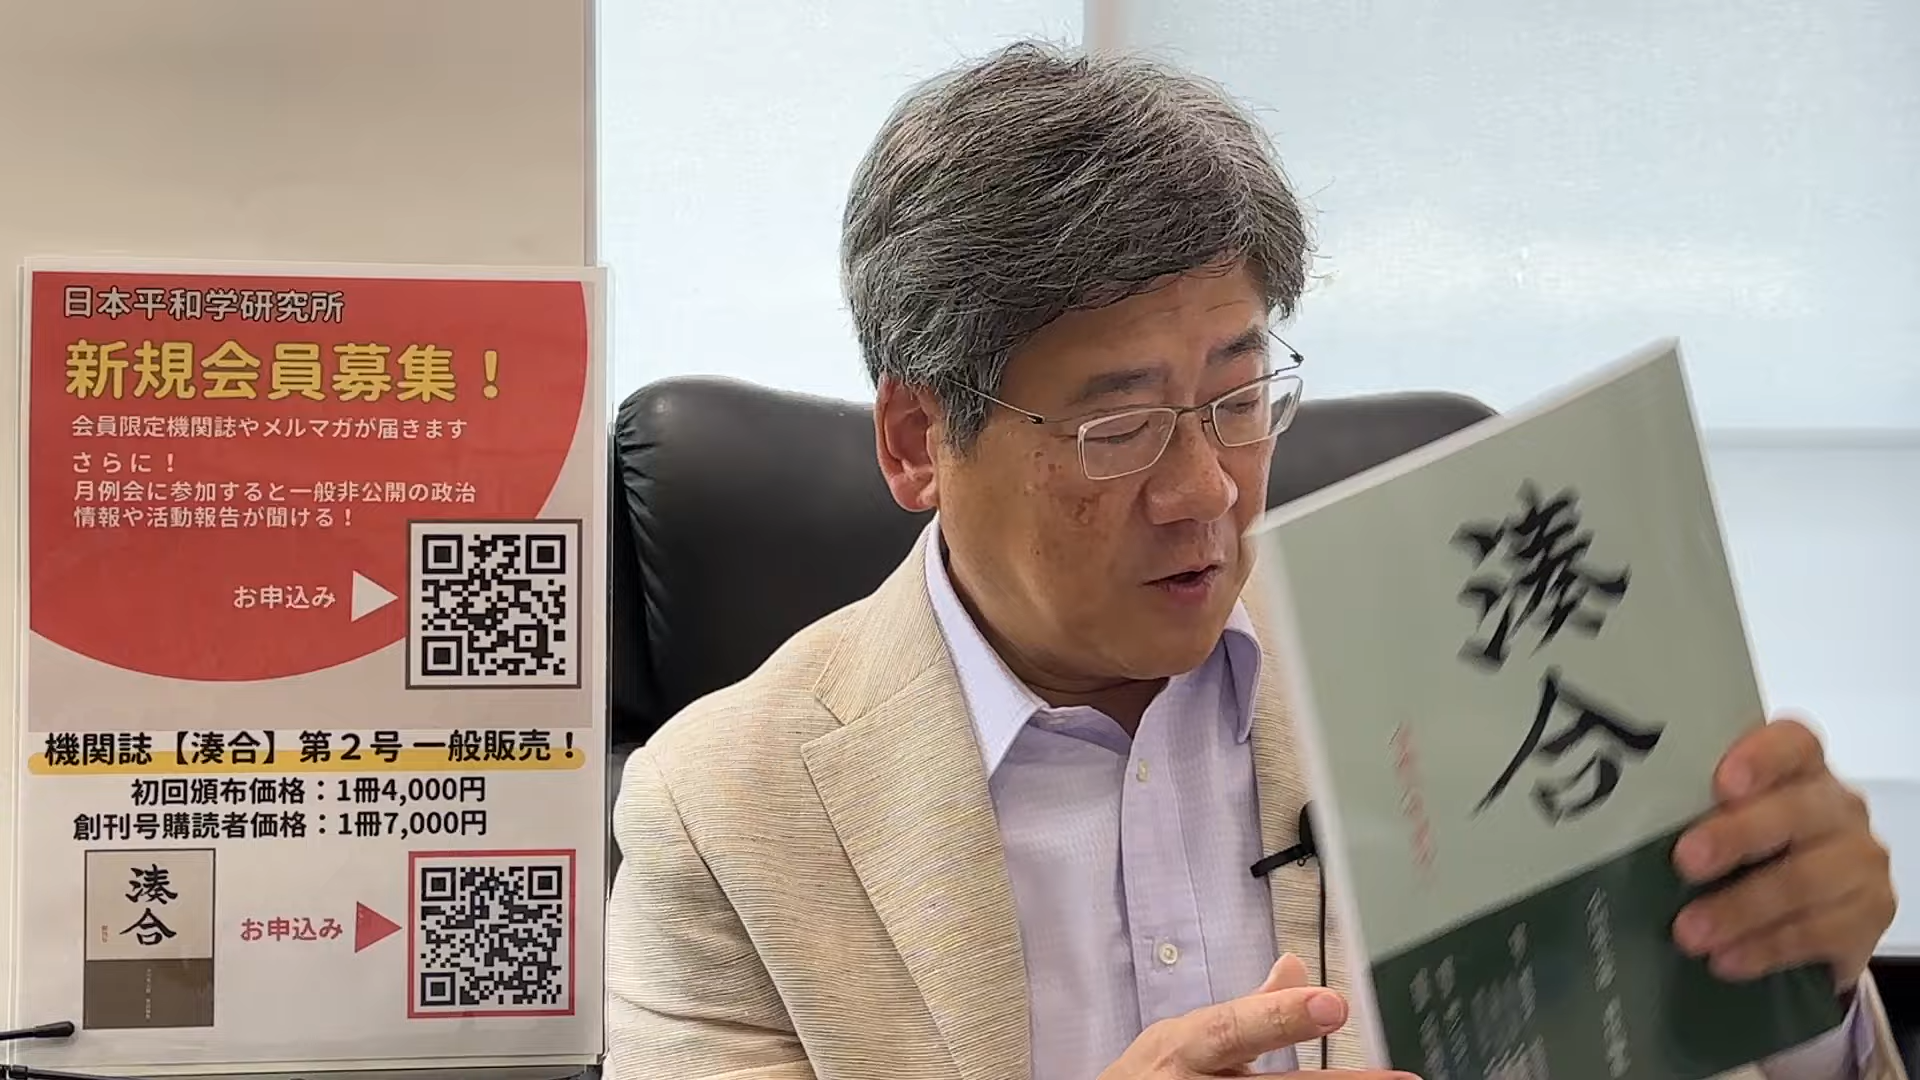 日本平和学研究所
新規会員募集！
会員限定機関誌やメルマガが届きます
さらに！
月例会に参加すると一般非公開の政治
情報や活動報告が聞ける！
お申込み
機関誌【湊合】第２号 一般販売！
初回頒布価格：1冊4,000円
創刊号購読者価格：1冊7,000円
湊合
お申込み
湊合